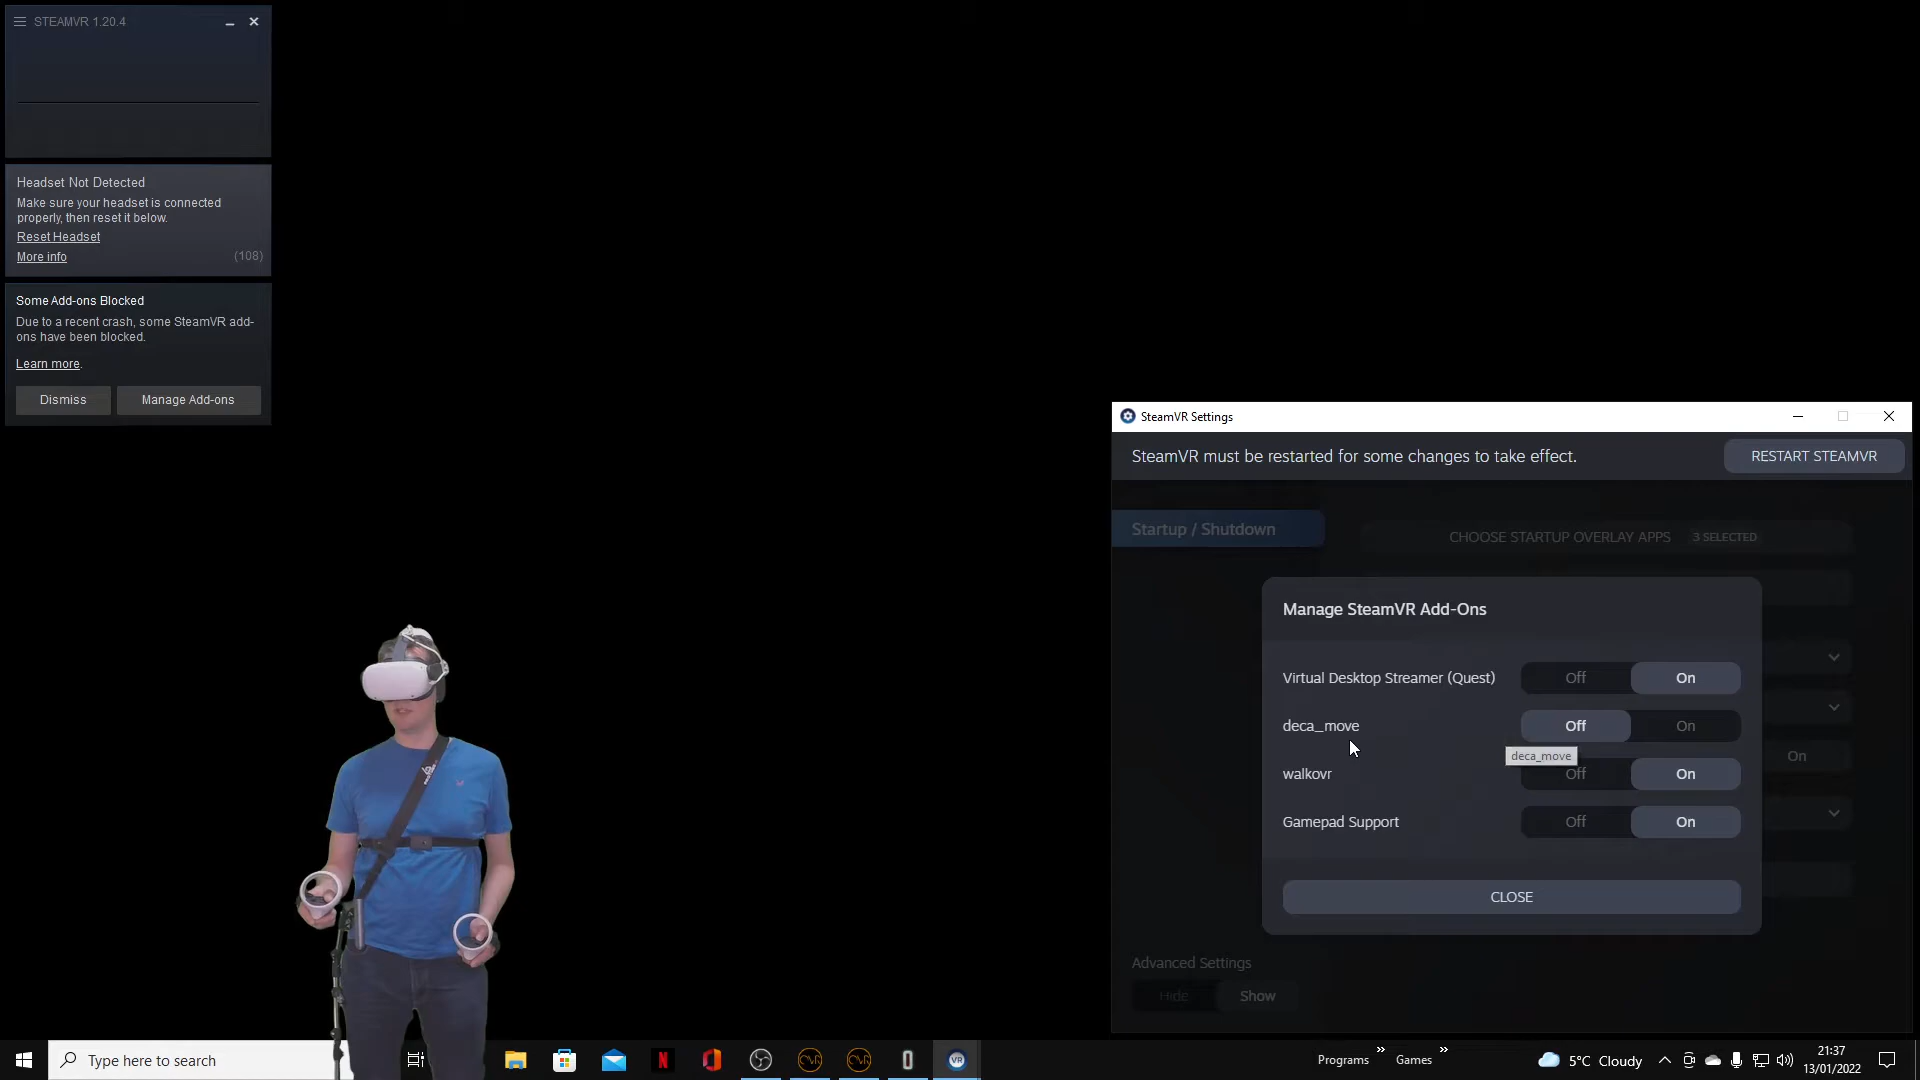 STEAMVR 1.20.4
Headset Not Detected
Make sure your headset is connected
properly, then reset it below.
Reset Headset
More info
(108)
Some Add-ons Blocked
Due to a recent crash, some SteamVR add-
ons have been blocked.
Learn more.
Dismiss
Manage Add-ons
SteamVR Settings
SteamVR must be restarted for some changes to take effect.
RESTART STEAMVR
Startup / Shutdown
CHOOSE STARTUP OVERLAY APPS 3 SELECTED
Manage SteamVR Add-Ons
Virtual Desktop Streamer (Quest) Off On
deca_move Off On
deca_move
On
walkovr Off On
Gamepad Support Off On
CLOSE
Advanced Settings
Hide Show
Type here to search
VR
Programs »
Games »
5°C Cloudy
21:37
13/01/2022